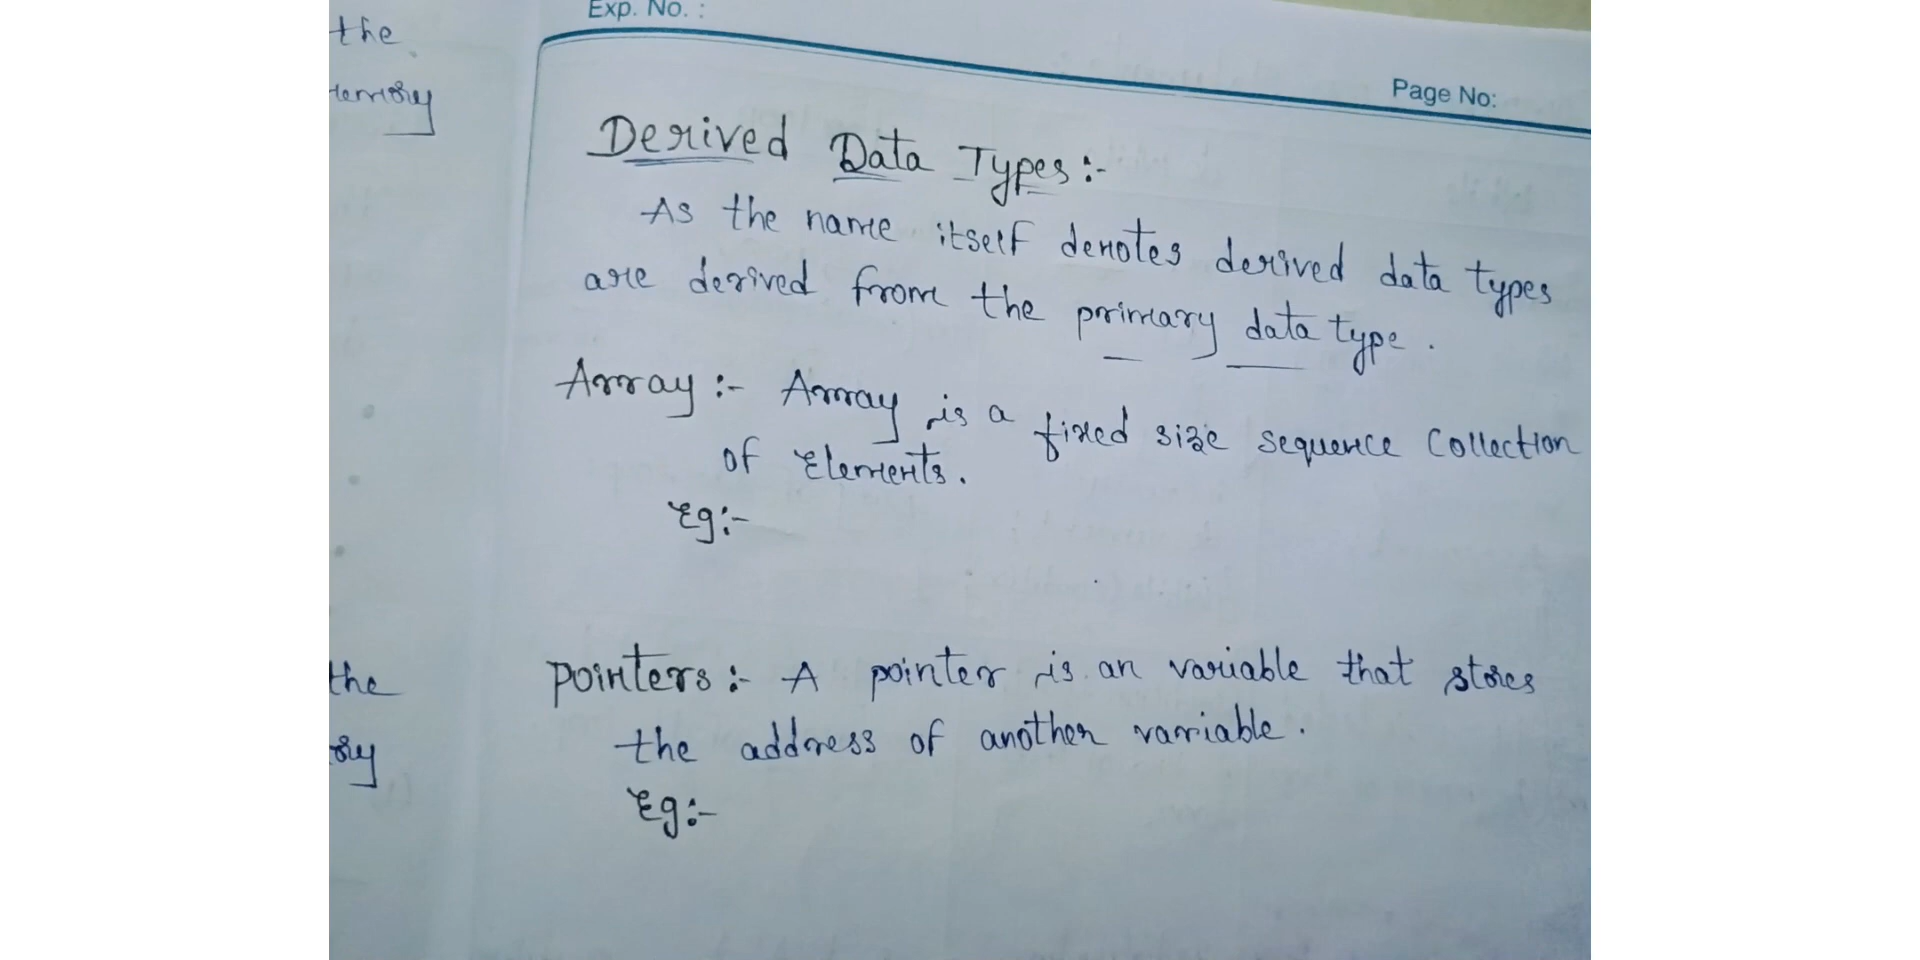 the
Exp. No. :
Page No:
Derived Data Types :-
As the name itself denotes derived data types
are derived from the primary data type .
Array :- Array is a fixed size sequence Collection
of Elements .
Eg:-
the
pointers :- A pointer is an variable that stores
the address of another variable .
Eg:-